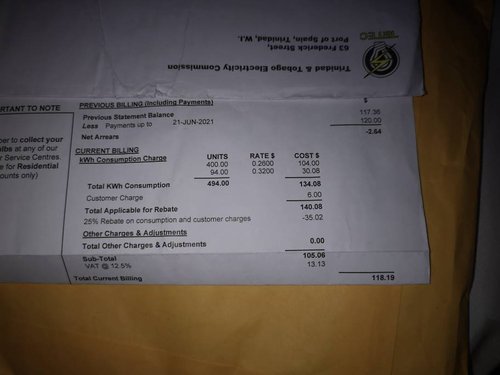 63 Frederick Street,
Port of Spain, Trinidad, W.I.
T&TEC
Trinidad & Tobago Electricity Commission
RTANT TO NOTE
per to collect your
lbs at any of our
r Service Centres.
e for Residential
ounts only)
PREVIOUS BILLING (Including Payments) $
Previous Statement Balance 117.36
Less Payments up to 21-JUN-2021 120.00
Net Arrears -2.64
CURRENT BILLING UNITS RATE $ COST $
kWh Consumption Charge 400.00 0.2600 104.00
94.00 0.3200 30.08
Total KWh Consumption 494.00 134.08
Customer Charge 6.00
Total Applicable for Rebate 140.08
25% Rebate on consumption and customer charges -35.02
Other Charges & Adjustments
Total Other Charges & Adjustments 0.00
Sub-Total 105.06
VAT @ 12.5% 13.13
Total Current Billing 118.19